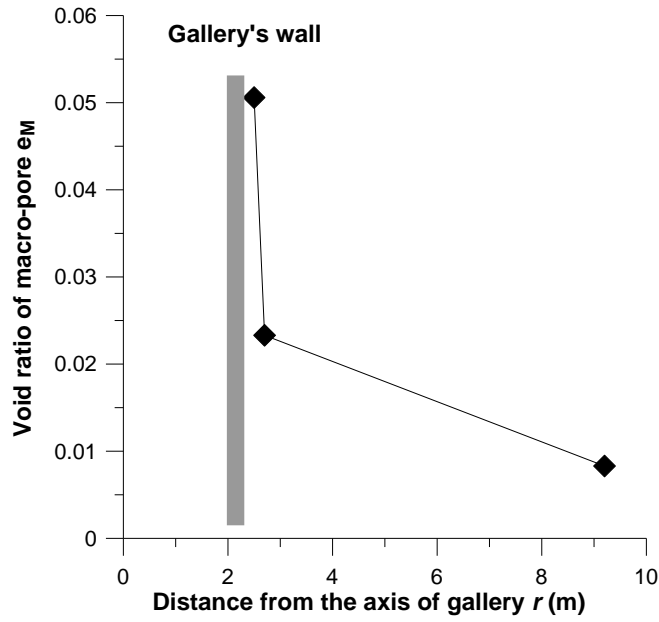 Gallery's wall
Void ratio of macro-pore eM
0.06
0.05
0.04
0.03
0.02
0.01
0
0 2 4 6 8 10
Distance from the axis of gallery r (m)